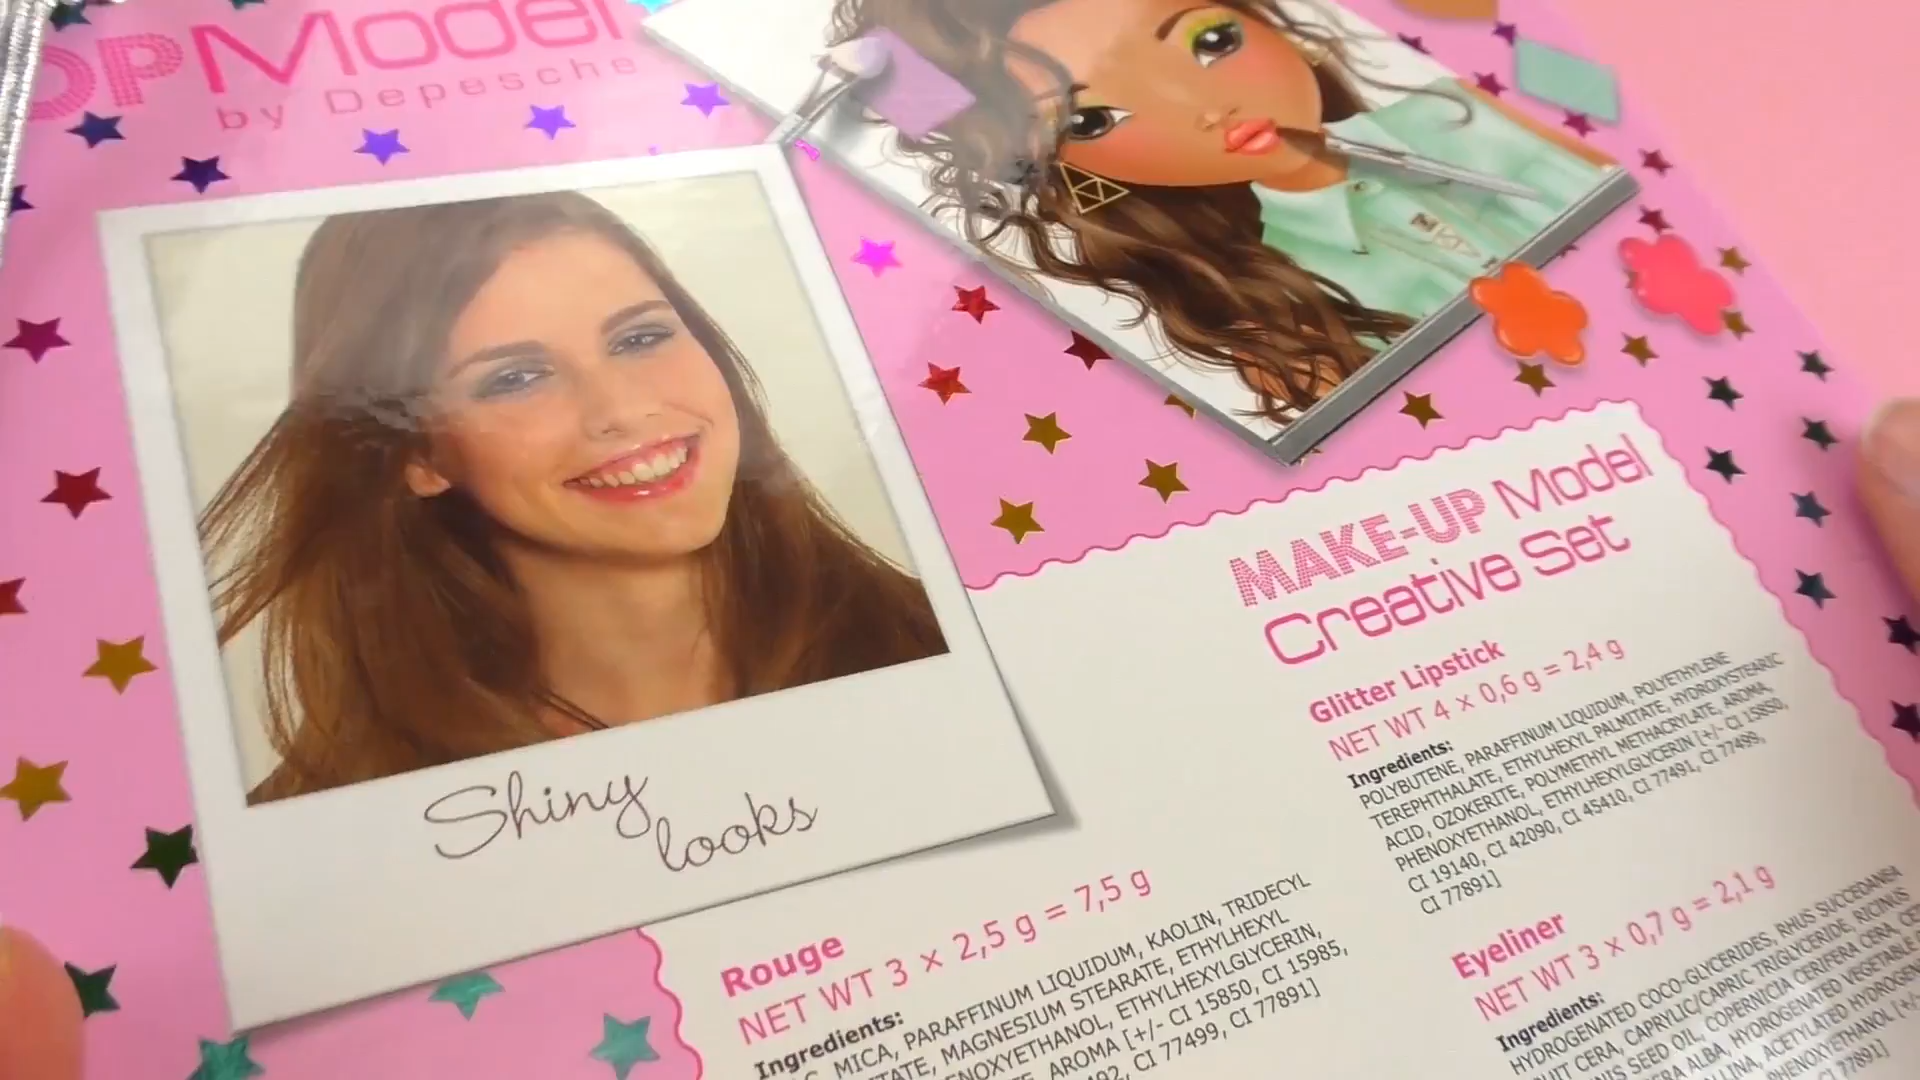 OPModel
by Depesche
Shiny
looks
MAKE-UP Model
Creative Set
Glitter Lipstick
NET WT 4 x 0,6 g = 2,4 g
Ingredients:
POLYBUTENE, PARAFFINUM LIQUIDUM, POLYETHYLENE
TEREPHTHALATE, ETHYLHEXYL PALMITATE, HYDROXYSTEARIC
ACID, OZOKERITE, POLYMETHYL METHACRYLATE, AROMA,
PHENOXYETHANOL, ETHYLHEXYLGLYCERIN [+/- CI 15850,
CI 19140, CI 42090, CI 45410, CI 77491, CI 77499,
CI 77891]
Rouge
NET WT 3 x 2,5 g = 7,5 g
Ingredients:
MICA, PARAFFINUM LIQUIDUM, KAOLIN, TRIDECYL
MAGNESIUM STEARATE, ETHYLHEXYL
ETHYLHEXYLGLYCERIN,
AROMA [+/- CI 15850, CI 15985,
CI 77499, CI 77891]
Eyeliner
NET WT 3 x 0,7 g = 2,1 g
Ingredients:
HYDROGENATED COCO-GLYCERIDES, RHUS SUCCEDANEA
CERA, CAPRYLIC/CAPRIC TRIGLYCERIDE, RICINUS
SEED OIL, COPERNICIA CERIFERA CERA,
ALBA, HYDROGENATED VEGETABLE
ACETYLATED